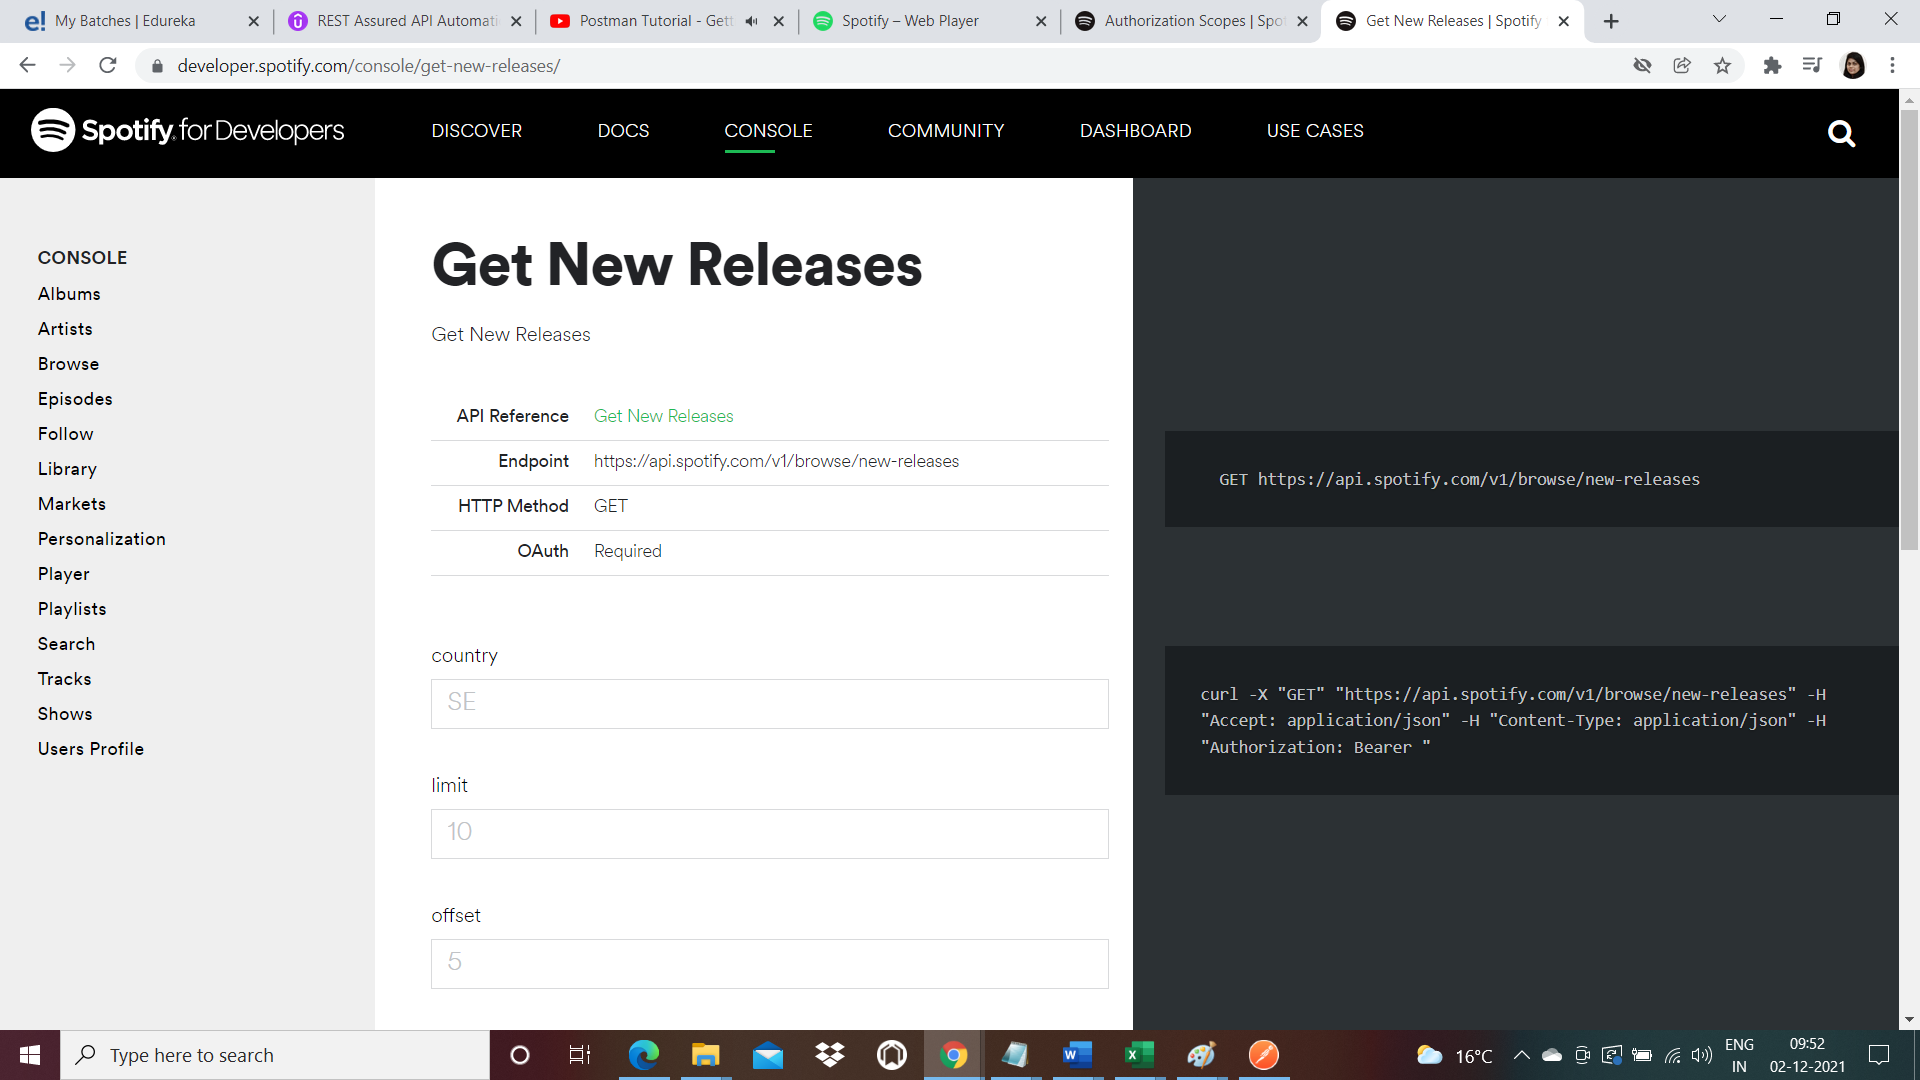 My Batches | Edureka
REST Assured API Automati
Postman Tutorial - Gett
Spotify – Web Player
Authorization Scopes | Spot
Get New Releases | Spotify
developer.spotify.com/console/get-new-releases/
Spotify for Developers
DISCOVER
DOCS
CONSOLE
COMMUNITY
DASHBOARD
USE CASES
CONSOLE
Albums
Artists
Browse
Episodes
Follow
Library
Markets
Personalization
Player
Playlists
Search
Tracks
Shows
Users Profile
Get New Releases
Get New Releases
API Reference Get New Releases
Endpoint https://api.spotify.com/v1/browse/new-releases
HTTP Method GET
OAuth Required
country
SE
limit
10
offset
5
GET https://api.spotify.com/v1/browse/new-releases
curl -X "GET" "https://api.spotify.com/v1/browse/new-releases" -H
"Accept: application/json" -H "Content-Type: application/json" -H
"Authorization: Bearer "
Type here to search
16°C
ENG
IN
09:52
02-12-2021